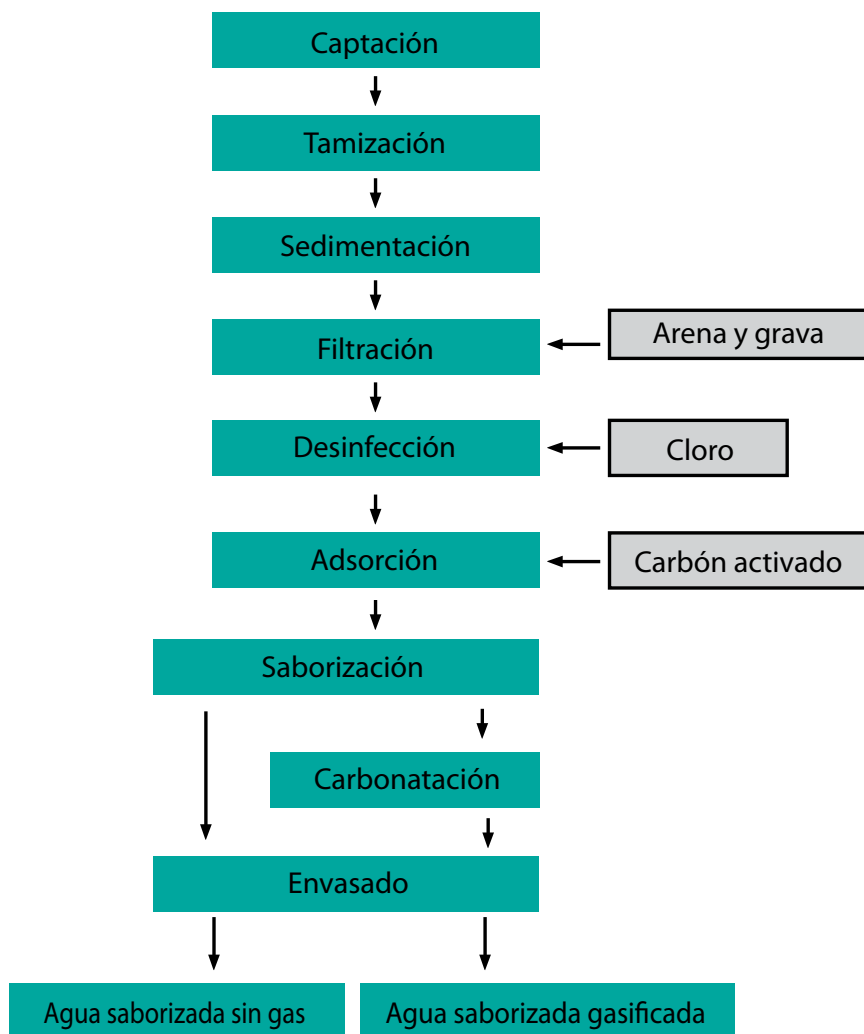 Captación
Tamización
Sedimentación
Filtración
Arena y grava
Desinfección
Cloro
Adsorción
Carbón activado
Saborización
Carbonatación
Envasado
Agua saborizada sin gas
Agua saborizada gasificada